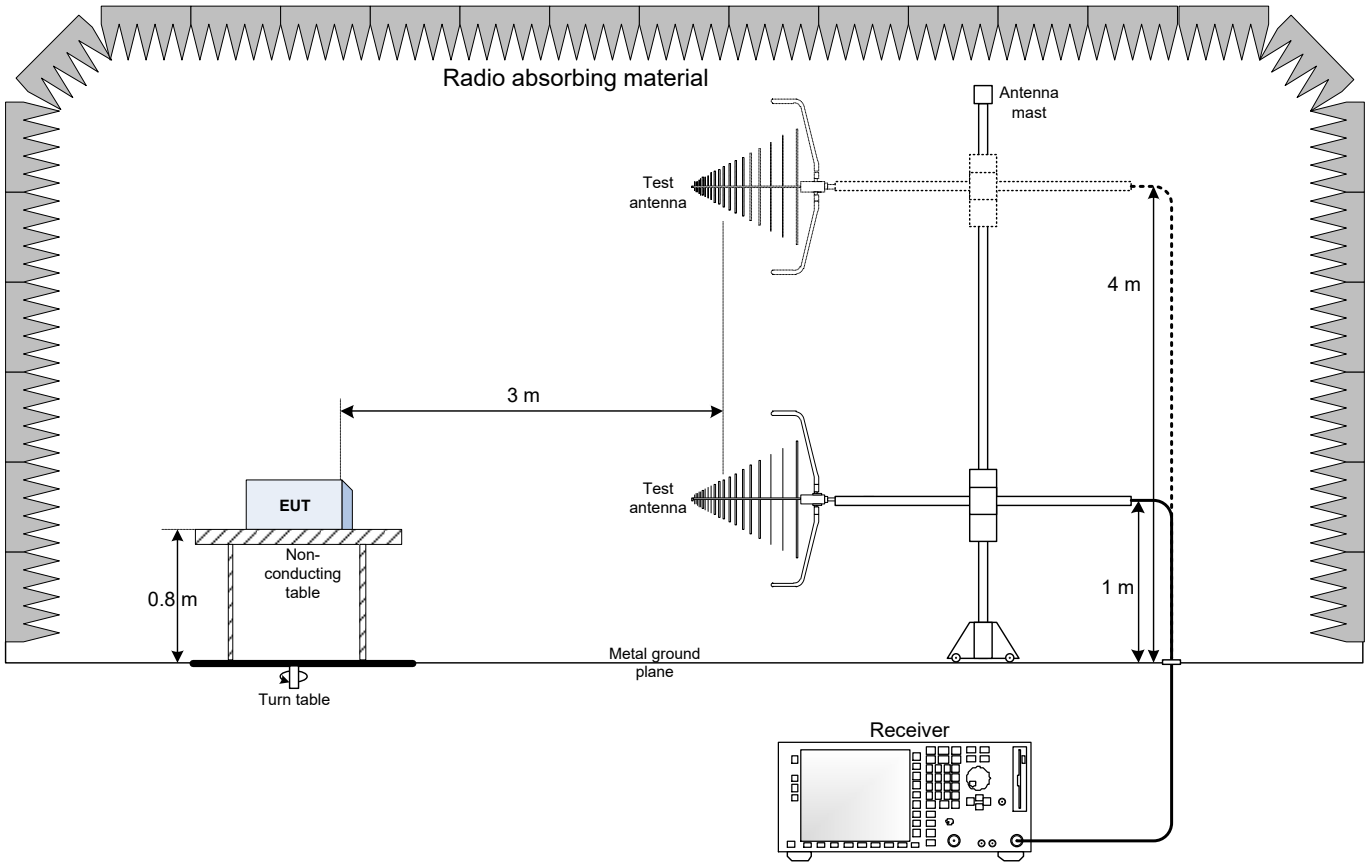 Radio absorbing material
Antenna
mast
Test
antenna
4 m
3 m
Test
antenna
EUT
Non-
conducting
table
0.8 m
1 m
Metal ground
plane
Turn table
Receiver